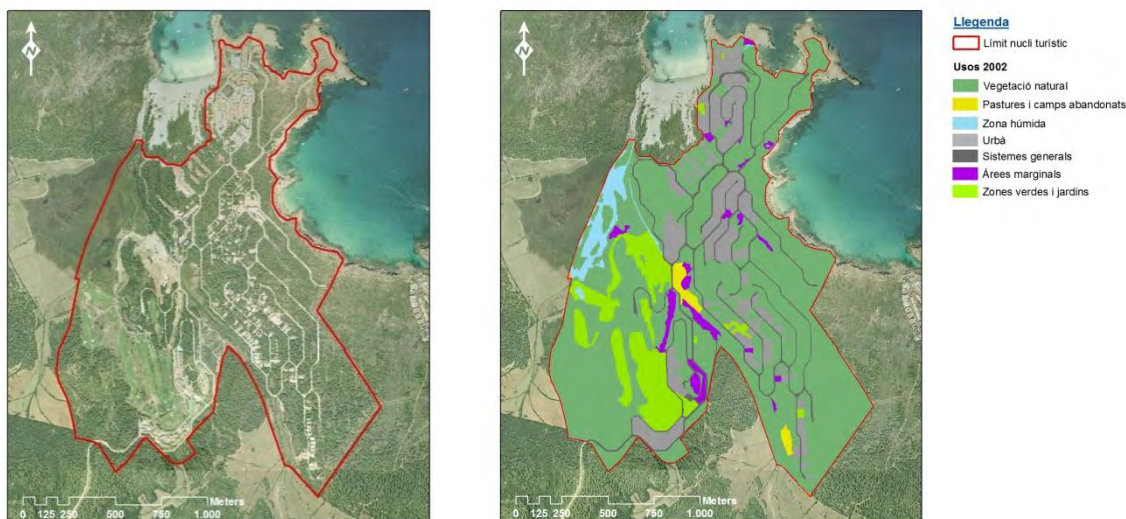 N
Meters
0 125 250 500 750 1.000
N
Meters
0 125 250 500 750 1.000
Llegenda
Límit nucli turístic
Usos 2002
Vegetació natural
Pastures i camps abandonats
Zona húmida
Urbà
Sistemes generals
Àrees marginals
Zones verdes i jardins